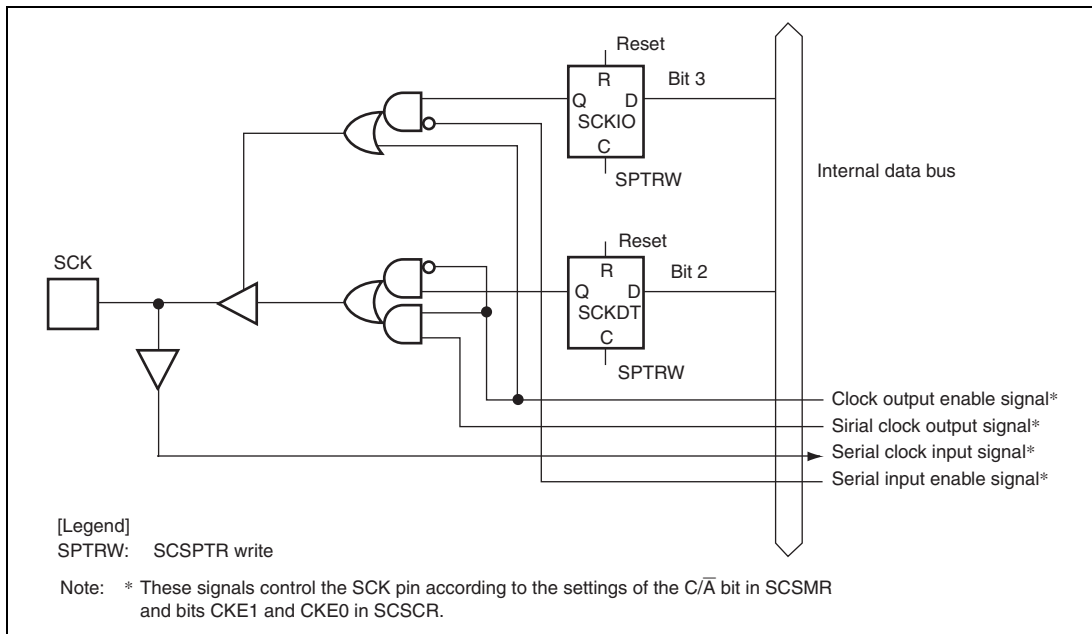 Reset
R
Bit 3
Q D
SCKIO
C
SPTRW
Internal data bus
Reset
SCK
R
Bit 2
Q D
SCKDT
C
SPTRW
Clock output enable signal*
Sirial clock output signal*
Serial clock input signal*
Serial input enable signal*
[Legend]
SPTRW: SCSPTR write
Note: * These signals control the SCK pin according to the settings of the C/A̅ bit in SCSMR
and bits CKE1 and CKE0 in SCSCR.